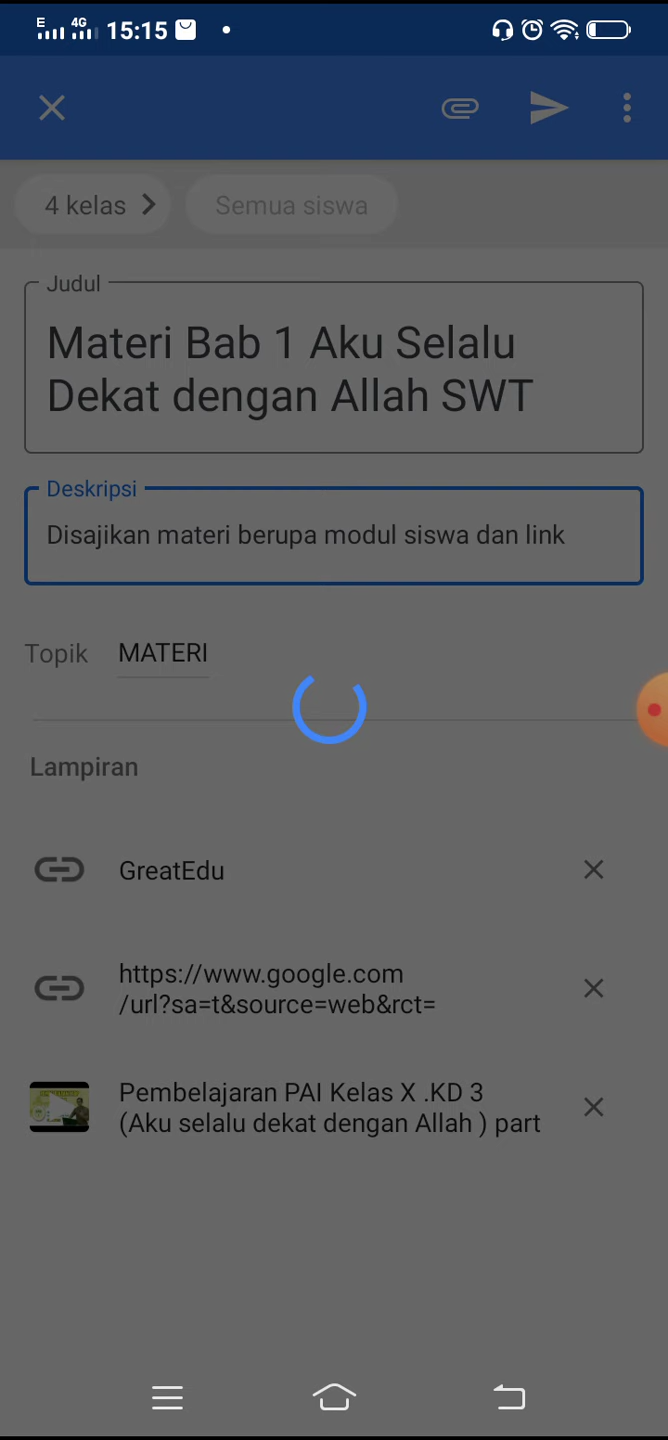 E 4G 15:15
4 kelas
Semua siswa
Judul
Materi Bab 1 Aku Selalu
Dekat dengan Allah SWT
Deskripsi
Disajikan materi berupa modul siswa dan link
Topik MATERI
Lampiran
GreatEdu
https://www.google.com
/url?sa=t&source=web&rct=
Pembelajaran PAI Kelas X .KD 3
(Aku selalu dekat dengan Allah ) part